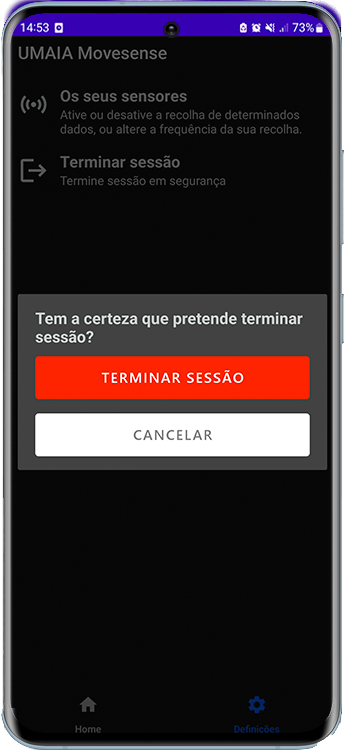 14:53 73%
UMAIA Movesense
Os seus sensores
Ative ou desative a recolha de determinados
dados, ou altere a frequência da sua recolha.
Terminar sessão
Termine sessão em segurança
Tem a certeza que pretende terminar
sessão?
TERMINAR SESSÃO
CANCELAR
Home Definições